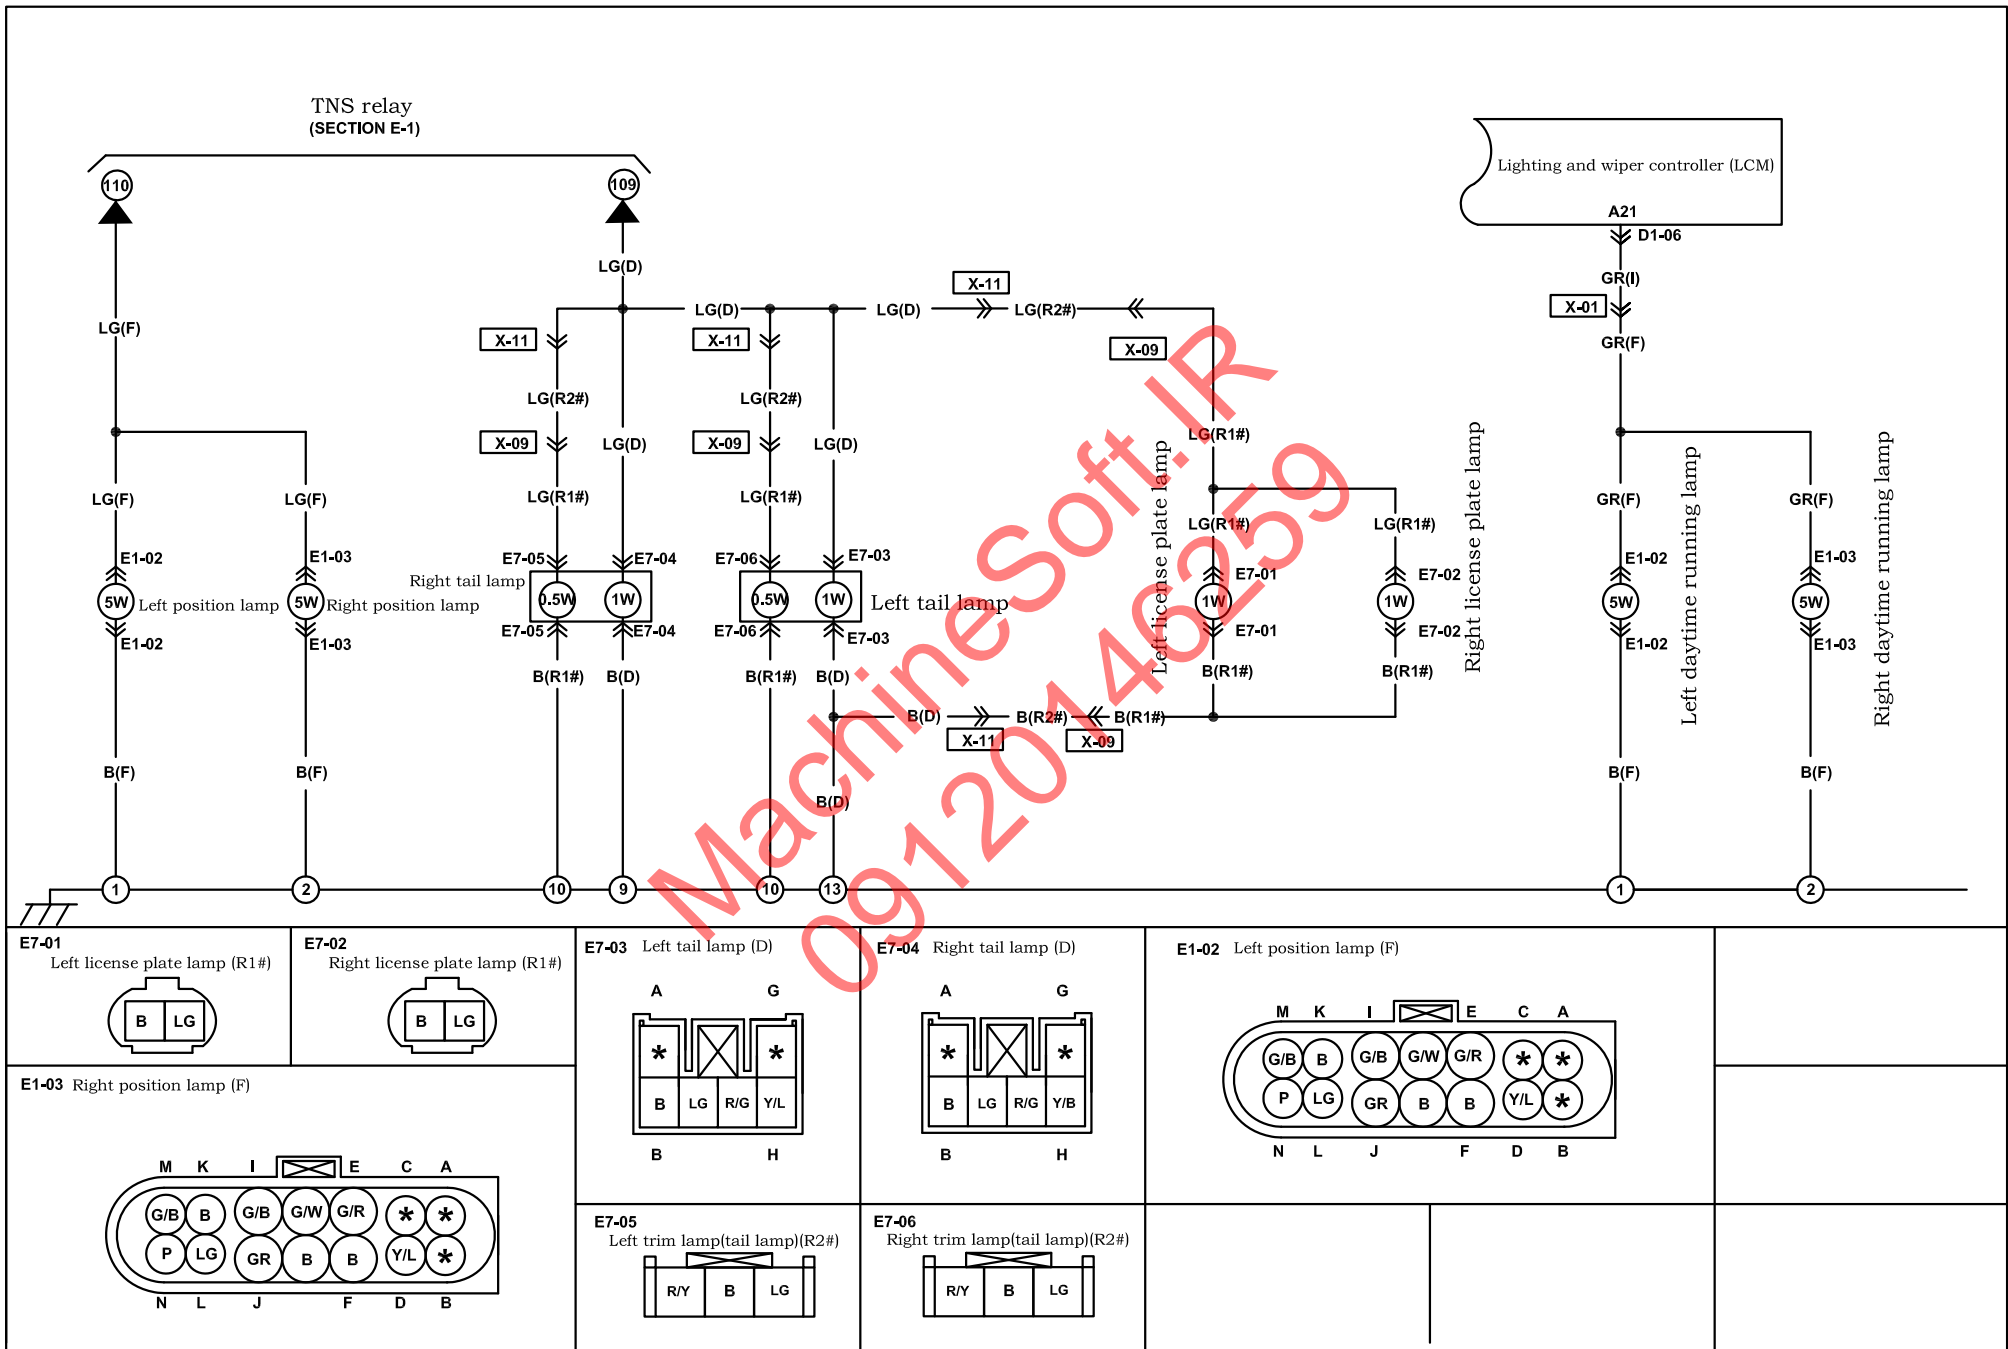 TNS relay
(SECTION E-1)
110
109
Lighting and wiper controller (LCM)
A21
D1-06
LG(D)
GR(I)
X-11
X-01
LG(F)
LG(D)
LG(D)
LG(R2#)
GR(F)
X-11
X-11
X-09
LG(R2#)
LG(R2#)
X-09
LG(D)
X-09
LG(D)
LG(R1#)
LG(F)
LG(F)
LG(R1#)
LG(R1#)
LG(R1#)
LG(R1#)
GR(F)
GR(F)
Left license plate lamp
Right license plate lamp
Left daytime running lamp
Right daytime running lamp
E1-02
E1-03
E7-05
E7-04
E7-06
E7-03
E7-01
E7-02
E1-02
E1-03
Right tail lamp
5W
Left position lamp
5W
Right position lamp
0.5W
1W
0.5W
1W
Left tail lamp
1W
1W
5W
5W
E1-02
E1-03
E7-05
E7-04
E7-06
E7-03
E7-01
E7-02
E1-02
E1-03
B(R1#)
B(D)
B(R1#)
B(D)
B(R1#)
B(R1#)
B(D)
B(R2#)
B(R1#)
X-11
X-09
B(F)
B(F)
B(D)
B(F)
B(F)
1
2
10
9
10
13
1
2
MachineSoft.IR
09120146259
E7-01
Left license plate lamp (R1#)
B LG
E7-02
Right license plate lamp (R1#)
B LG
E7-03 Left tail lamp (D)
A G
* *
B LG R/G Y/L
B H
E7-04 Right tail lamp (D)
A G
* *
B LG R/G Y/B
B H
E1-02 Left position lamp (F)
M K I E C A
G/B B G/B G/W G/R * *
P LG GR B B Y/L *
N L J F D B
E1-03 Right position lamp (F)
M K I E C A
G/B B G/B G/W G/R * *
P LG GR B B Y/L *
N L J F D B
E7-05
Left trim lamp(tail lamp)(R2#)
R/Y B LG
E7-06
Right trim lamp(tail lamp)(R2#)
R/Y B LG